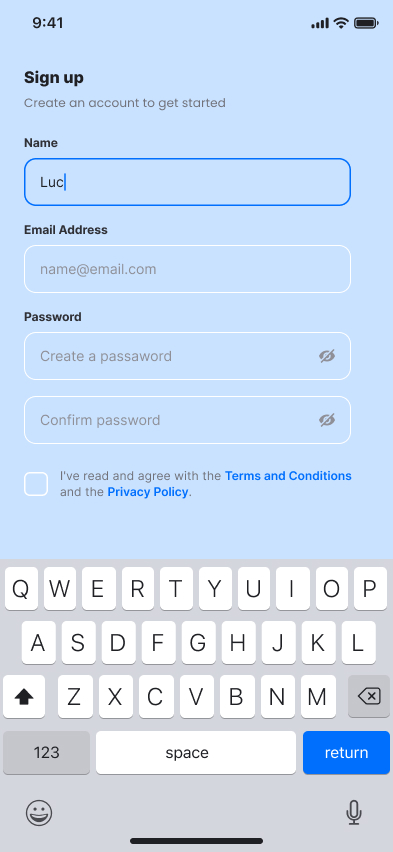 9:41
Sign up
Create an account to get started
Name
Luc
Email Address
name@email.com
Password
Create a passaword
Confirm password
I've read and agree with the Terms and Conditions
and the Privacy Policy.
Q W E R T Y U I O P
A S D F G H J K L
Z X C V B N M
123 space return